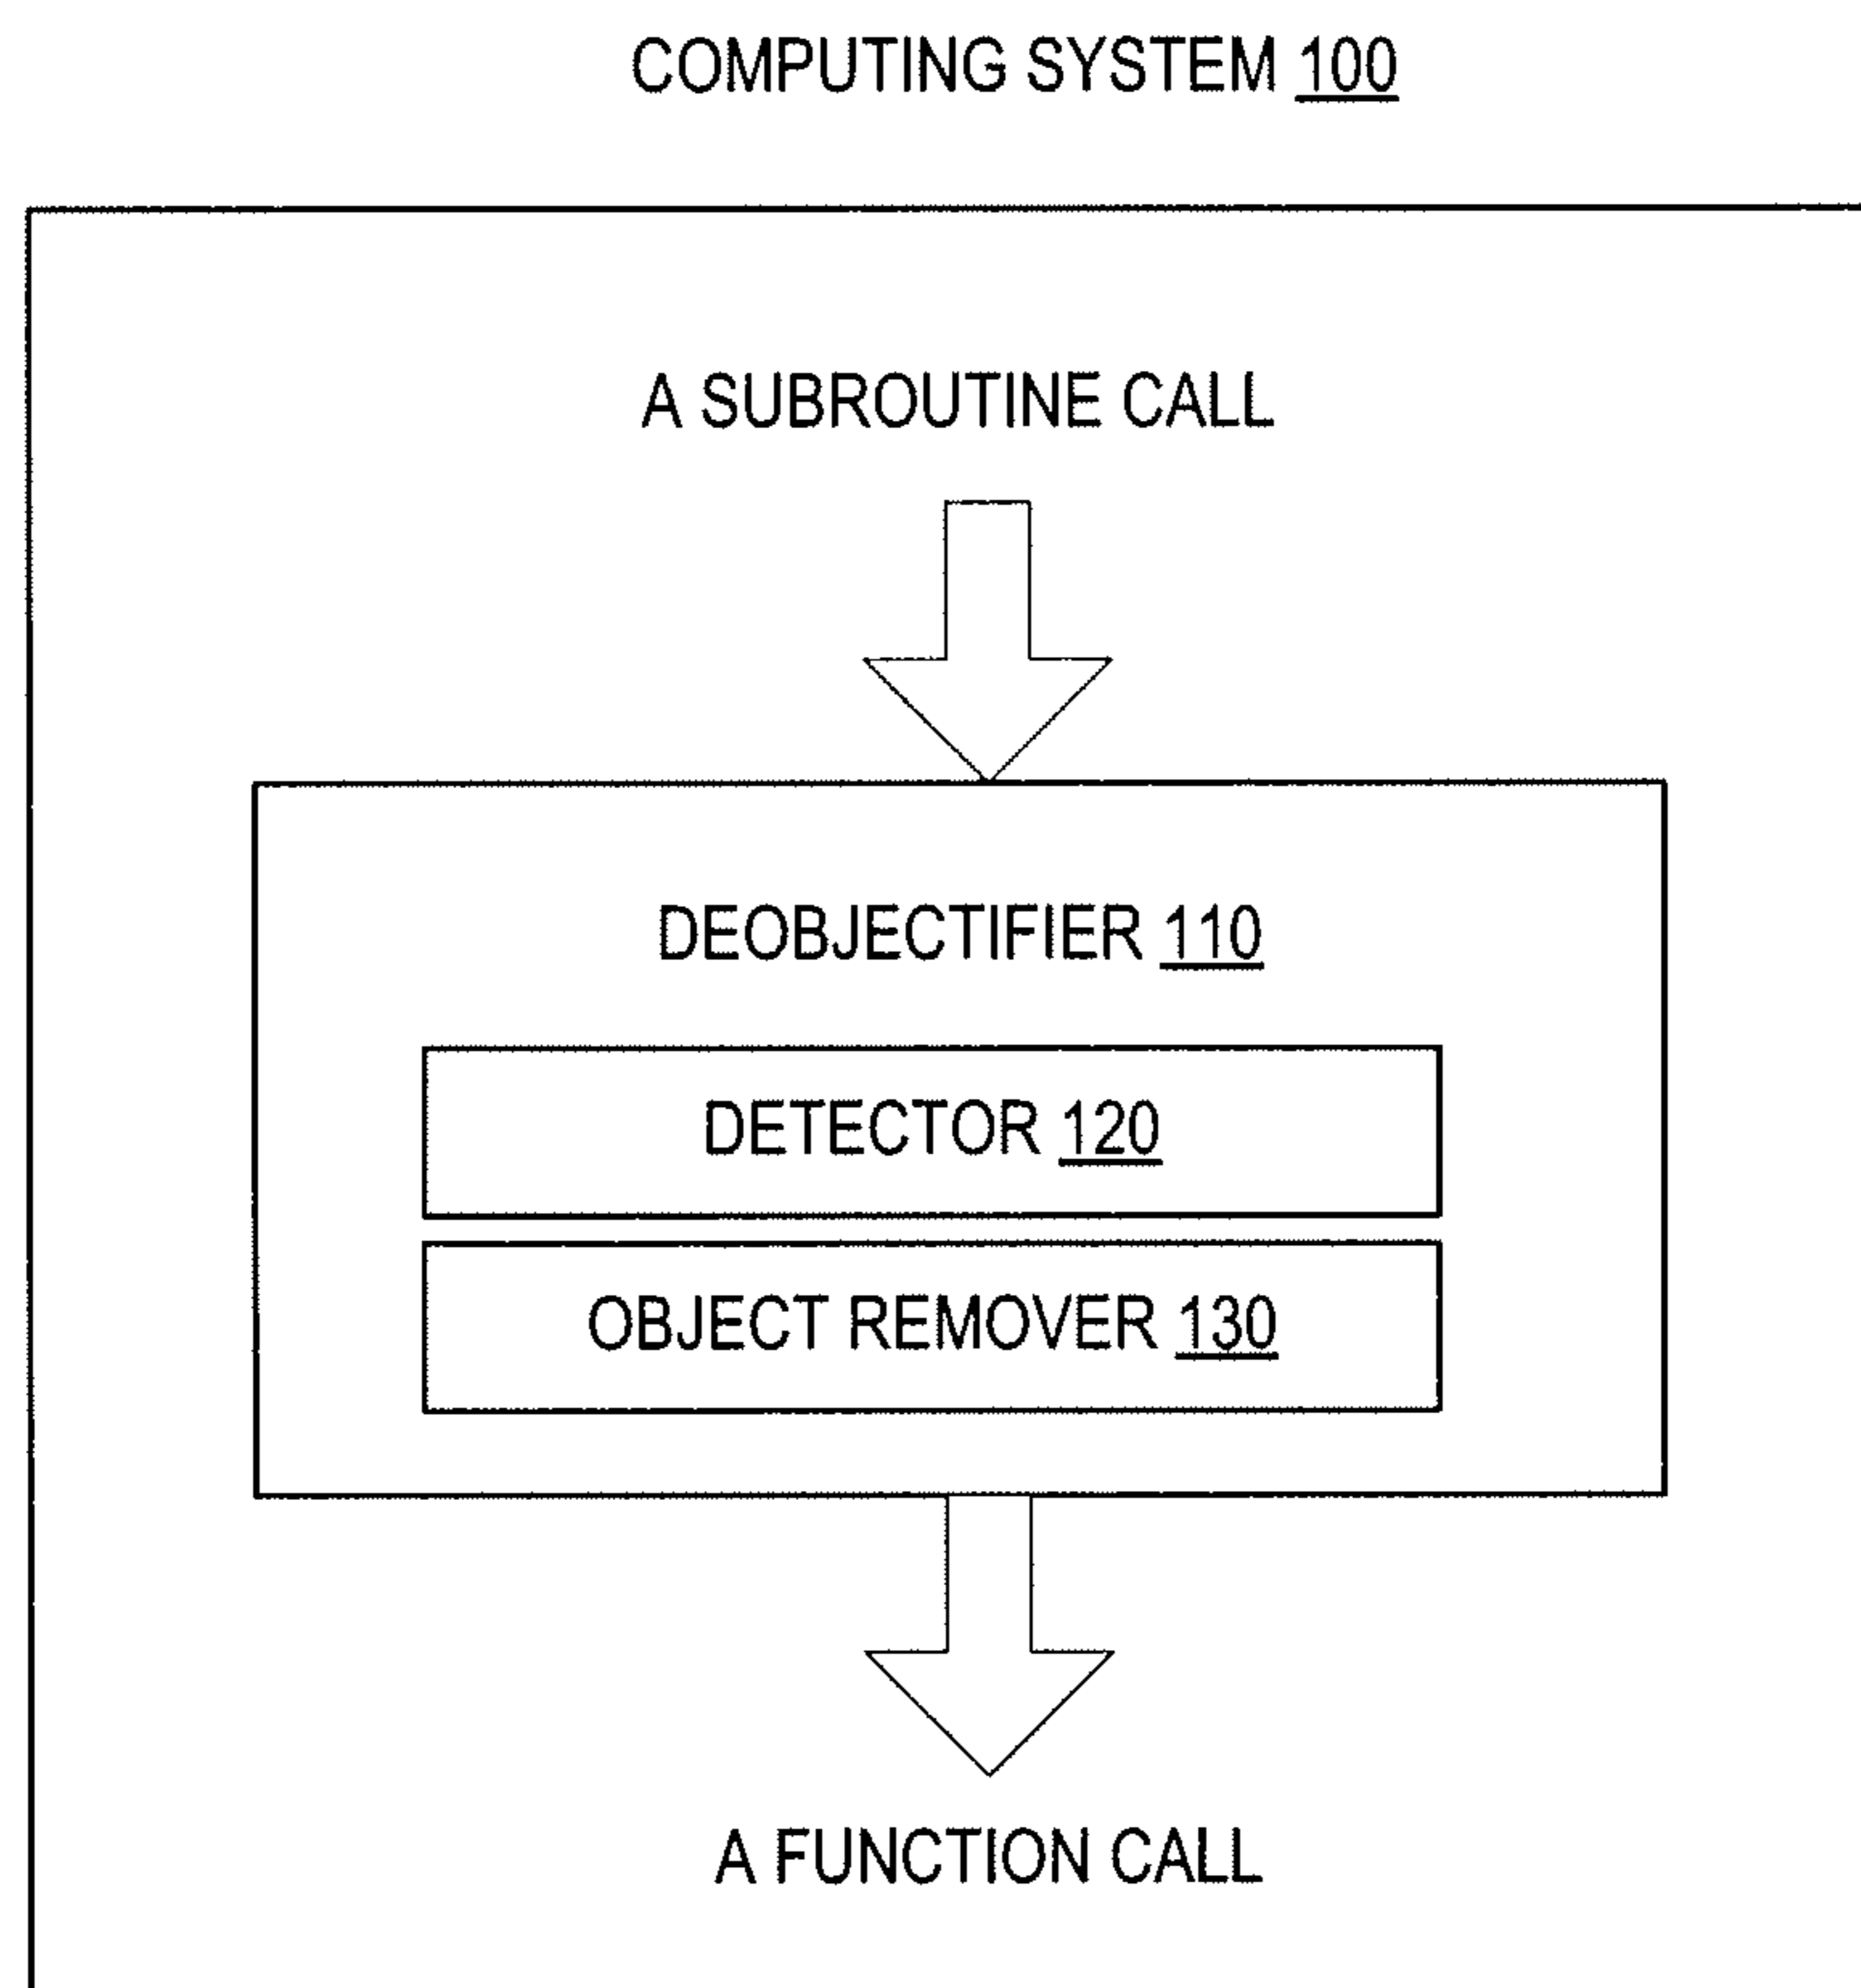 COMPUTING SYSTEM 100
A SUBROUTINE CALL
DEOBJECTIFIER 110
DETECTOR 120
OBJECT REMOVER 130
A FUNCTION CALL